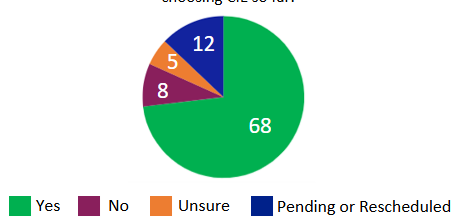 12
5
8
68
Yes No Unsure Pending or Rescheduled